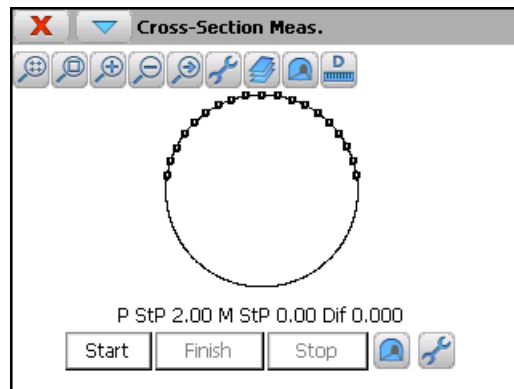 X Cross-Section Meas.
D
P StP 2.00 M StP 0.00 Dif 0.000
Start Finish Stop